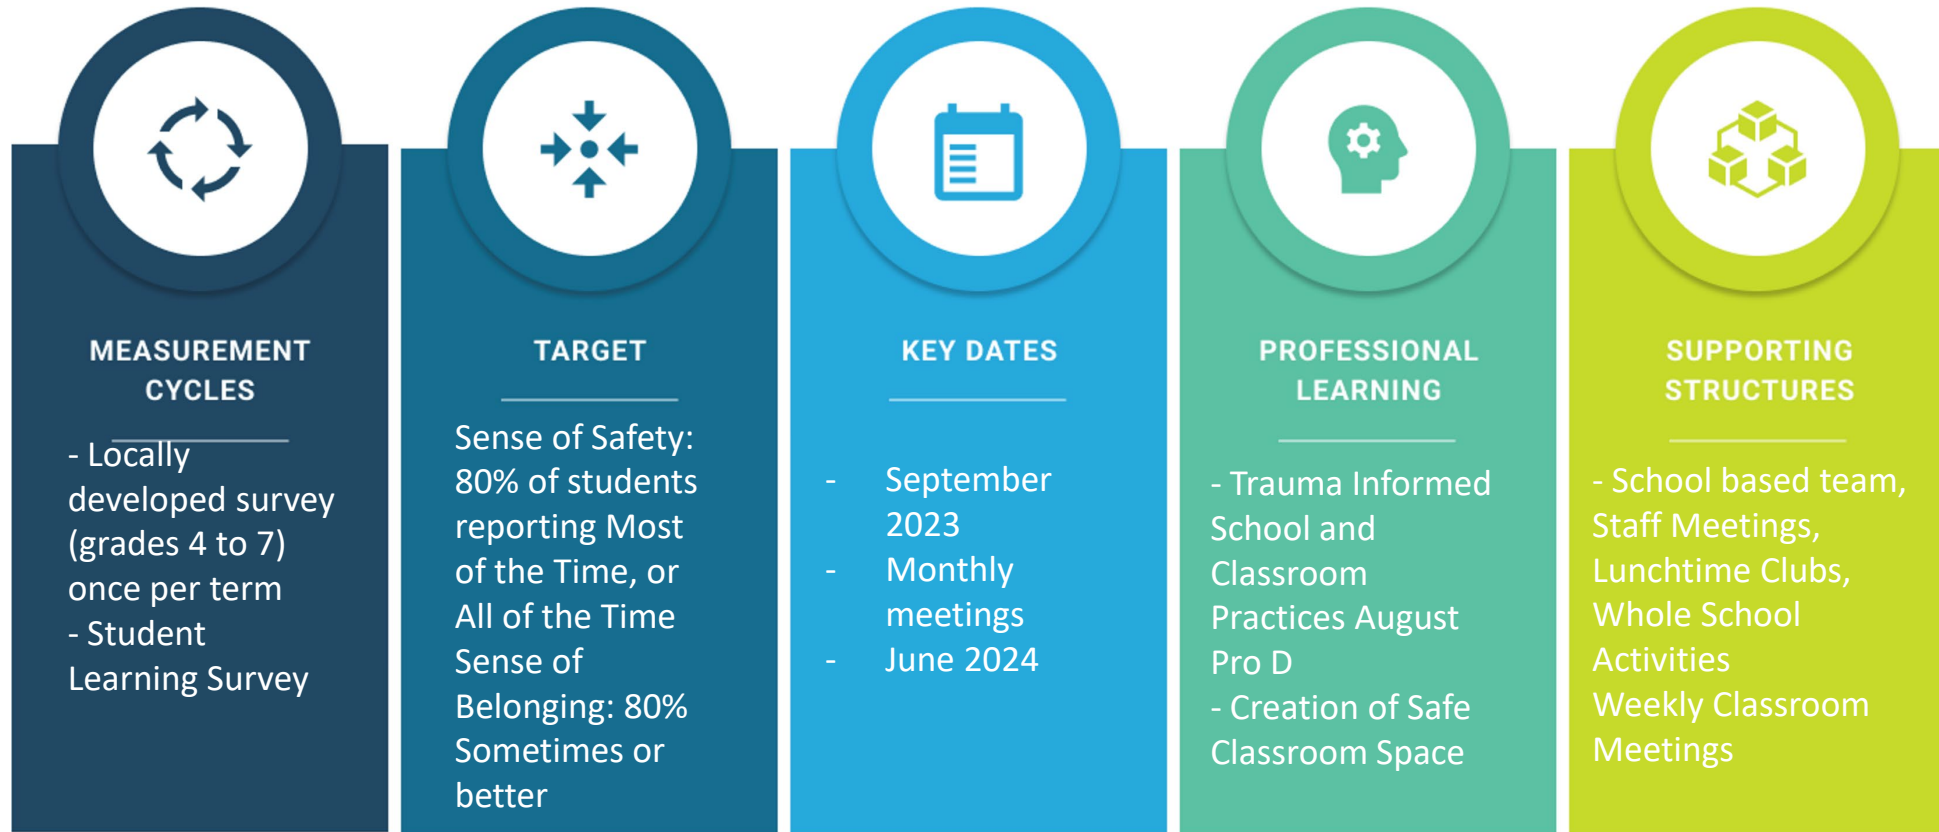 MEASUREMENT
CYCLES
- Locally
developed survey
(grades 4 to 7)
once per term
- Student
Learning Survey
TARGET
Sense of Safety:
80% of students
reporting Most
of the Time, or
All of the Time
Sense of
Belonging: 80%
Sometimes or
better
KEY DATES
- September
2023
- Monthly
meetings
- June 2024
PROFESSIONAL
LEARNING
- Trauma Informed
School and
Classroom
Practices August
Pro D
- Creation of Safe
Classroom Space
SUPPORTING
STRUCTURES
- School based team,
Staff Meetings,
Lunchtime Clubs,
Whole School
Activities
Weekly Classroom
Meetings